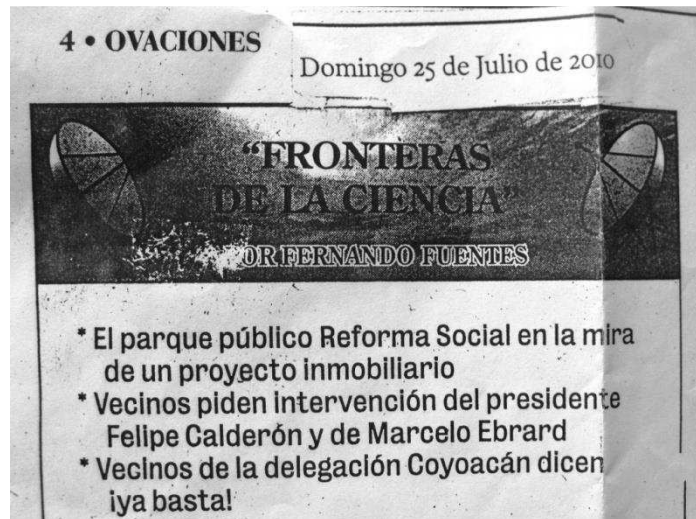 4 • OVACIONES
Domingo 25 de Julio de 2010
"FRONTERAS
DE LA CIENCIA"
POR FERNANDO FUENTES
* El parque público Reforma Social en la mira
de un proyecto inmobiliario
* Vecinos piden intervención del presidente
Felipe Calderón y de Marcelo Ebrard
* Vecinos de la delegación Coyoacán dicen
¡ya basta!